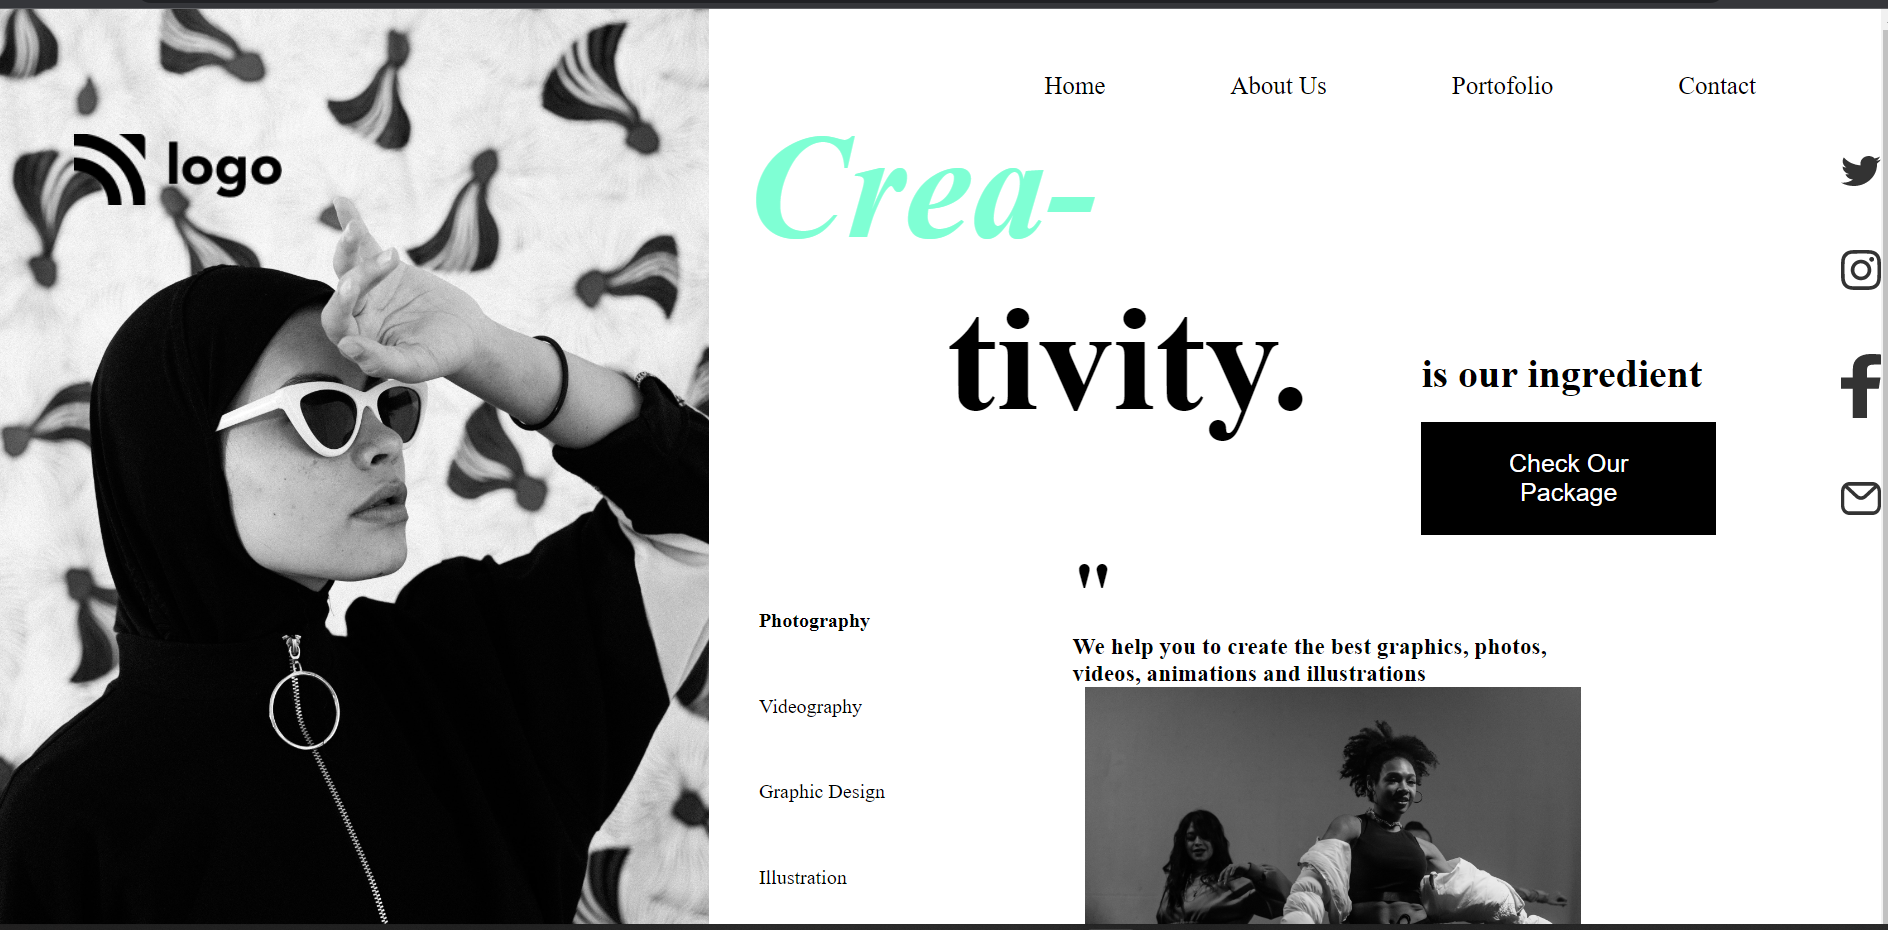 Home About Us Portofolio Contact
logo
Crea-
tivity.
is our ingredient
Check Our
Package
"
Photography
Videography
Graphic Design
Illustration
We help you to create the best graphics, photos,
videos, animations and illustrations